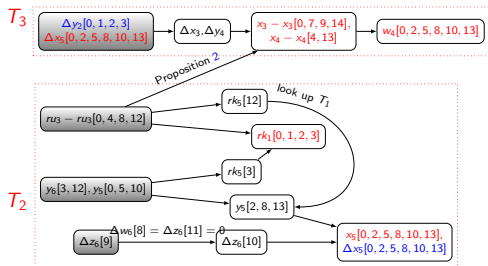 T₃
Δy₂[0, 1, 2, 3]
Δx₅[0, 2, 5, 8, 10, 13]
Δx₃, Δy₄
x₃ − x₃[0, 7, 9, 14],
x₄ − x₄[4, 13]
w₄[0, 2, 5, 8, 10, 13]
Proposition 2
T₂
ru₃ − ru₃[0, 4, 8, 12]
rk₅[12]
look up T₁
rk₁[0, 1, 2, 3]
rk₅[3]
y₆[3, 12], y₅[0, 5, 10]
y₅[2, 8, 13]
Δw₆[8] = Δz₆[11] = 0
Δz₆[9]
Δz₆[10]
x₅[0, 2, 5, 8, 10, 13],
Δx₅[0, 2, 5, 8, 10, 13]